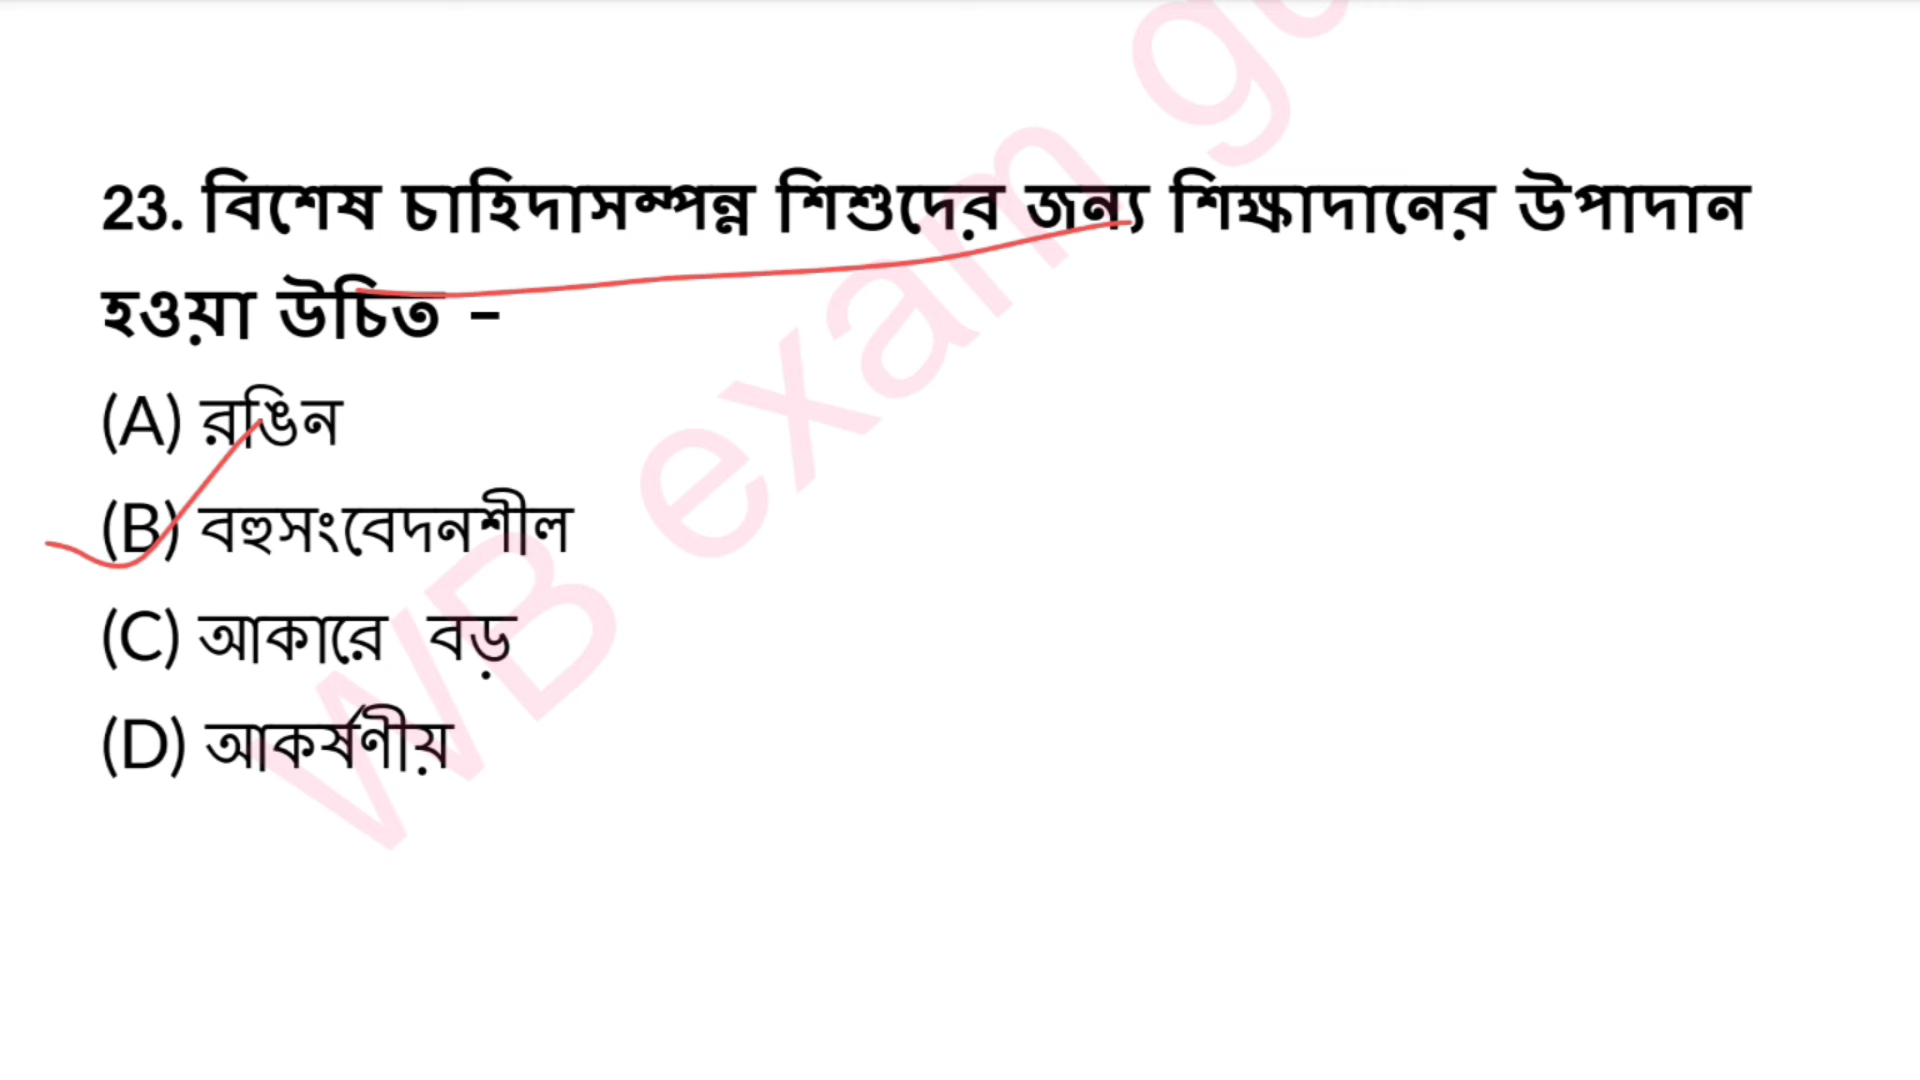 23. বিশেষ চাহিদাসম্পন্ন শিশুদের জন্য শিক্ষাদানের উপাদান
হওয়া উচিত –
(A) রঙিন
(B) বহুসংবেদনশীল
(C) আকারে বড়
(D) আকর্ষণীয়
WB exam